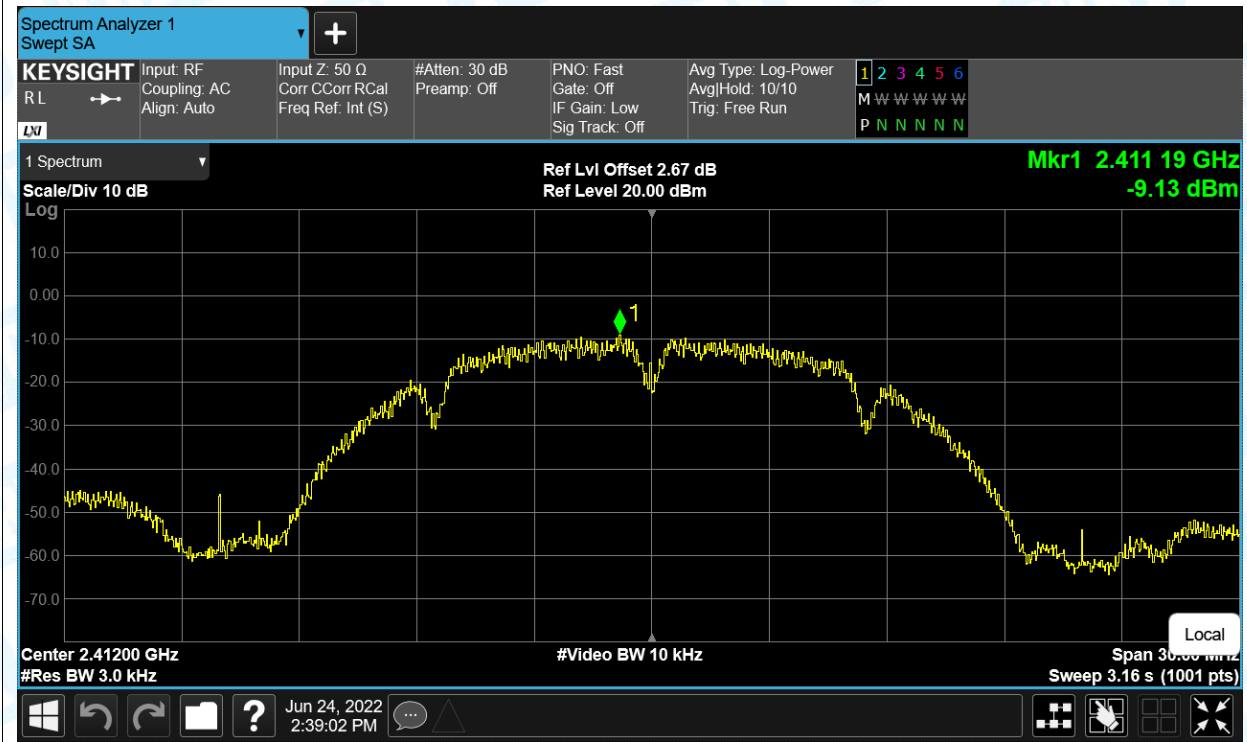 Spectrum Analyzer 1
Swept SA
KEYSIGHT
R L
LXI
Input: RF
Coupling: AC
Align: Auto
Input Z: 50 Ω
Corr CCorr RCal
Freq Ref: Int (S)
#Atten: 30 dB
Preamp: Off
PNO: Fast
Gate: Off
IF Gain: Low
Sig Track: Off
Avg Type: Log-Power
Avg|Hold: 10/10
Trig: Free Run
1 2 3 4 5 6
M W W W W W
P N N N N N
1 Spectrum
Scale/Div 10 dB
Log
Ref Lvl Offset 2.67 dB
Ref Level 20.00 dBm
Mkr1 2.411 19 GHz
-9.13 dBm
10.0
0.00
-10.0
-20.0
-30.0
-40.0
-50.0
-60.0
-70.0
1
Local
Center 2.41200 GHz
#Video BW 10 kHz
Span 30.00 MHz
#Res BW 3.0 kHz
Sweep 3.16 s (1001 pts)
?
Jun 24, 2022
2:39:02 PM